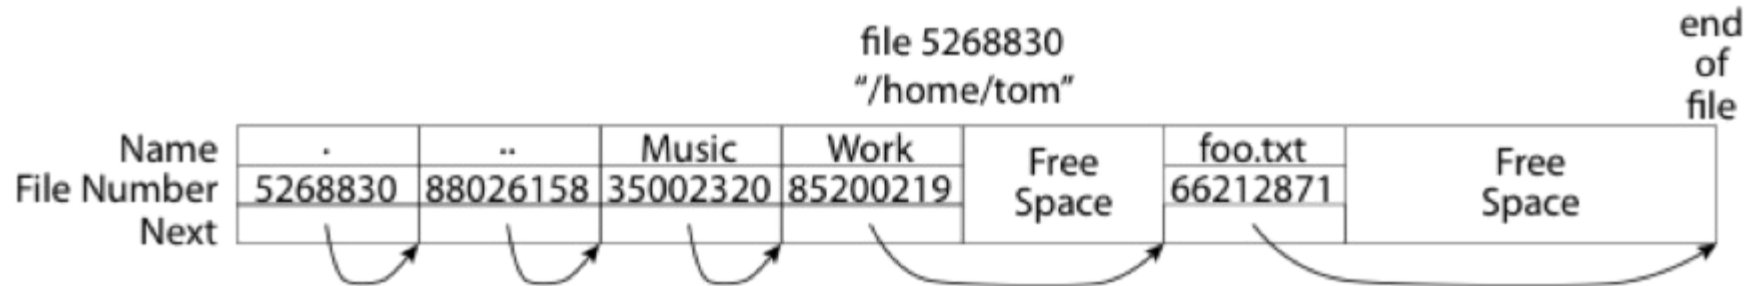 file 5268830
“/home/tom”
end
of
file
Name . .. Music Work Free Space foo.txt Free Space
File Number 5268830 88026158 35002320 85200219 66212871
Next